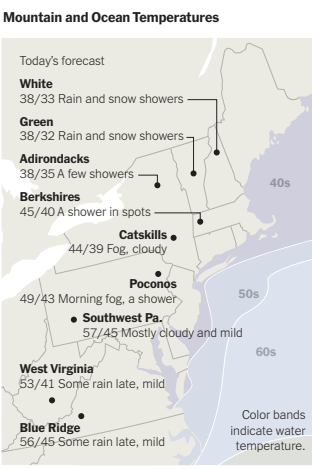 Mountain and Ocean Temperatures
Today's forecast
White
38/33 Rain and snow showers
Green
38/32 Rain and snow showers
Adirondacks
38/35 A few showers
Berkshires
45/40 A shower in spots
40s
Catskills
44/39 Fog, cloudy
Poconos
49/43 Morning fog, a shower
50s
Southwest Pa.
57/45 Mostly cloudy and mild
60s
West Virginia
53/41 Some rain late, mild
Blue Ridge
56/45 Some rain late, mild
Color bands
indicate water
temperature.